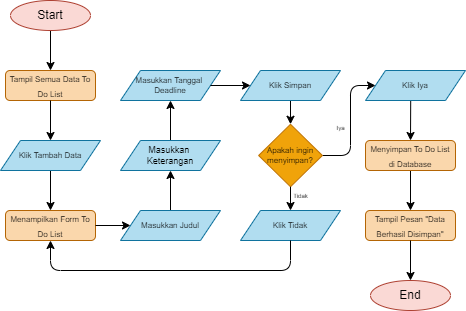 Start
Tampil Semua Data To
Do List
Klik Tambah Data
Menampilkan Form To
Do List
Masukkan Judul
Masukkan
Keterangan
Masukkan Tanggal
Deadline
Klik Simpan
Apakah ingin
menyimpan?
Iya
Tidak
Klik Tidak
Klik Iya
Menyimpan To Do List
di Database
Tampil Pesan "Data
Berhasil Disimpan"
End